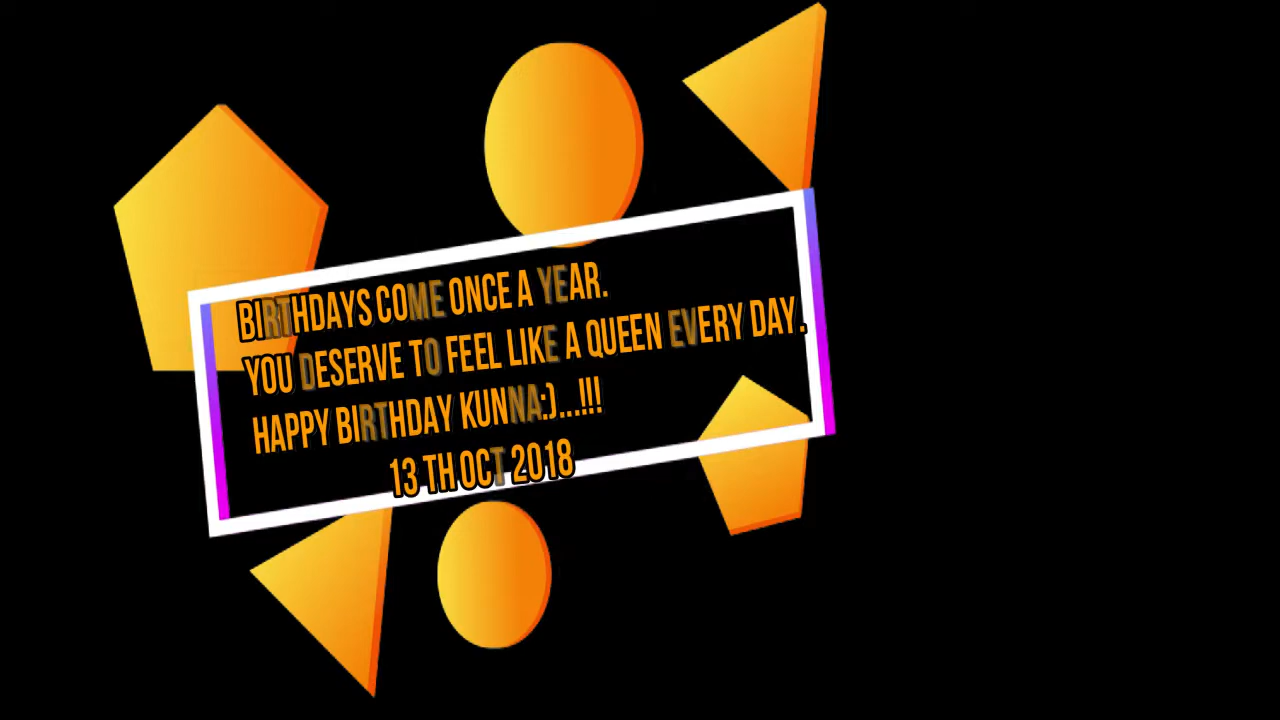 BIRTHDAYS COME ONCE A YEAR.
YOU DESERVE TO FEEL LIKE A QUEEN EVERY DAY.
HAPPY BIRTHDAY KUNNA:)...!!!
13 TH OCT 2018